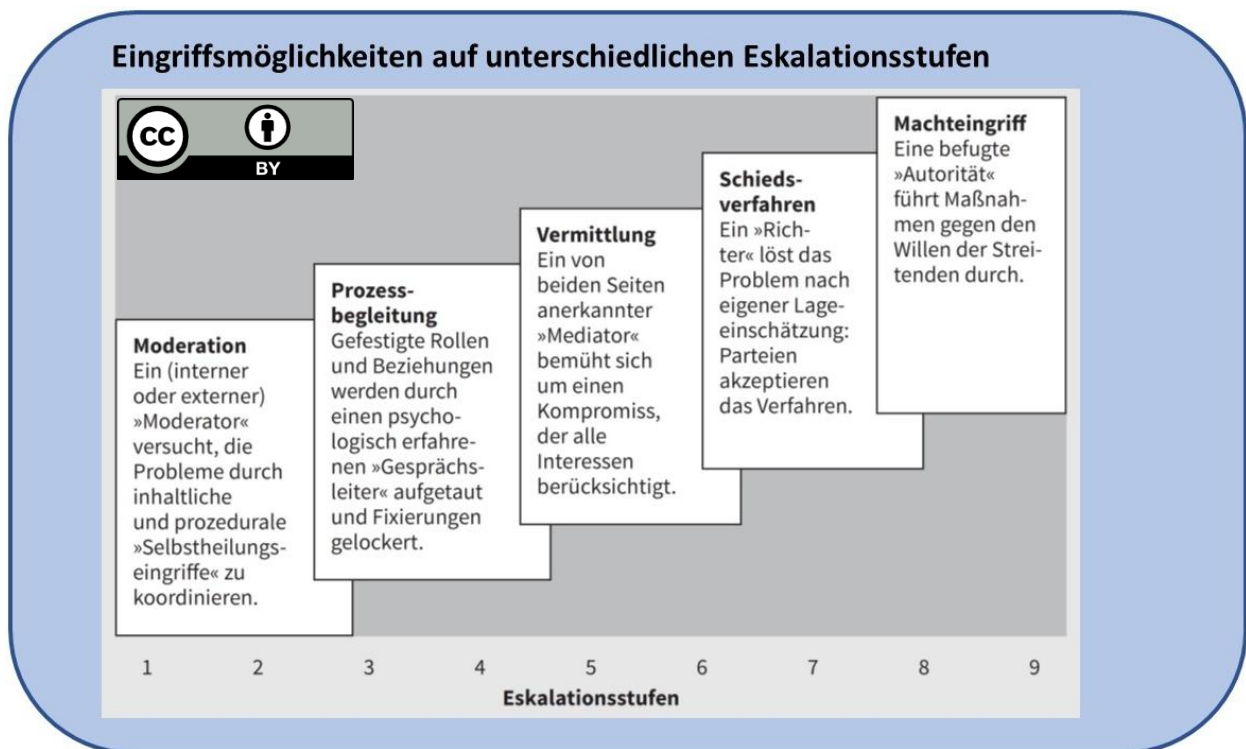 Eingriffsmöglichkeiten auf unterschiedlichen Eskalationsstufen
cc
BY
Moderation
Ein (interner
oder externer)
»Moderator«
versucht, die
Probleme durch
inhaltliche
und prozedurale
»Selbstheilungs-
eingriffe« zu
koordinieren.
Prozess-
begleitung
Gefestigte Rollen
und Beziehungen
werden durch
einen psycho-
logisch erfahre-
nen »Gesprächs-
leiter« aufgetaut
und Fixierungen
gelockert.
Vermittlung
Ein von
beiden Seiten
anerkannter
»Mediator«
bemüht sich
um einen
Kompromiss,
der alle
Interessen
berücksichtigt.
Schieds-
verfahren
Ein »Rich-
ter« löst das
Problem nach
eigener Lage-
einschätzung:
Parteien
akzeptieren
das Verfahren.
Machteingriff
Eine befugte
»Autorität«
führt Maßnah-
men gegen den
Willen der Strei-
tenden durch.
1 2 3 4 5 6 7 8 9
Eskalationsstufen